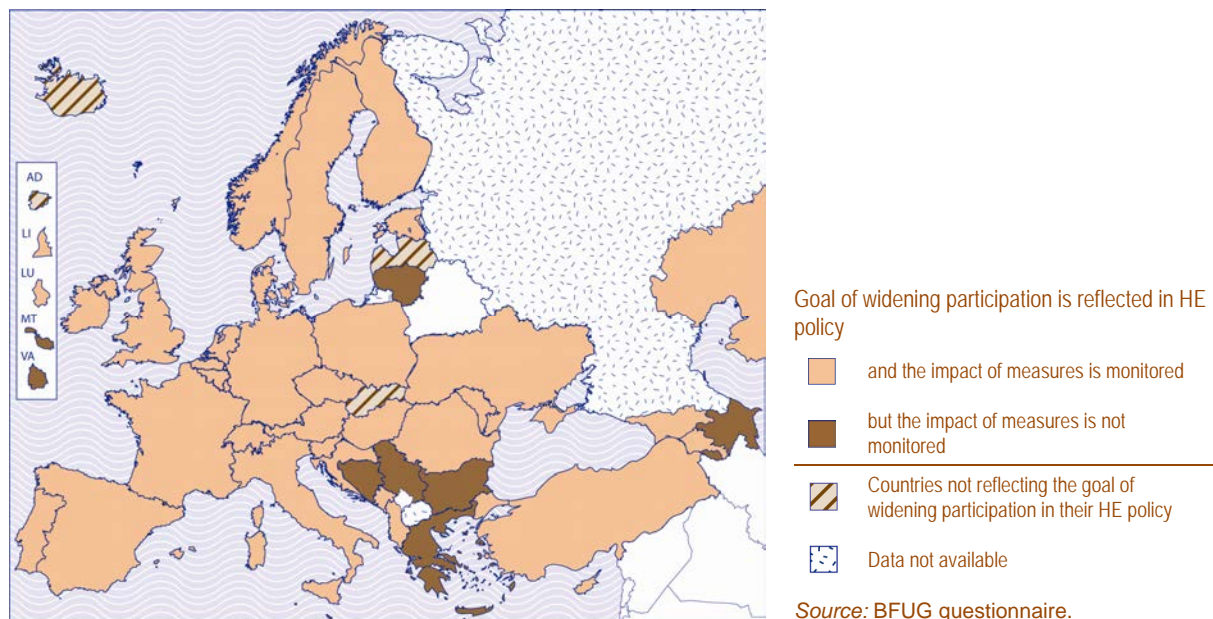 AD
LI
LU
MT
VA
Goal of widening participation is reflected in HE
policy
and the impact of measures is monitored
but the impact of measures is not
monitored
Countries not reflecting the goal of
widening participation in their HE policy
Data not available
Source: BFUG questionnaire.